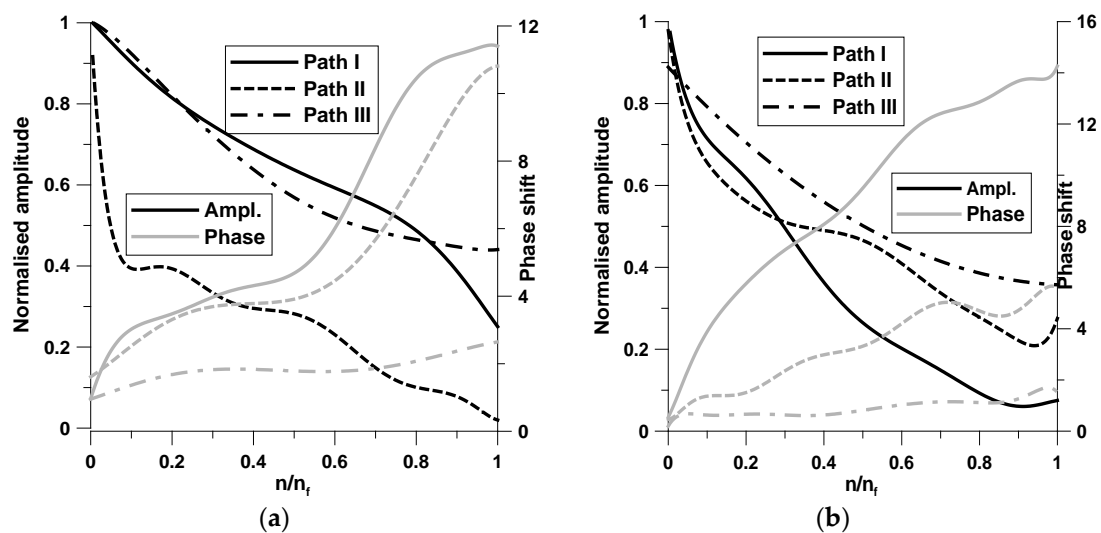 1
0.8
0.6
0.4
0.2
0
Normalised amplitude
Path I
Path II
Path III
Ampl.
Phase
12
8
4
0
Phase shift
0
0.2
0.4
0.6
0.8
1
n/nf
(a)
1
0.8
0.6
0.4
0.2
0
Normalised amplitude
Path I
Path II
Path III
Ampl.
Phase
16
12
8
4
0
Phase shift
0
0.2
0.4
0.6
0.8
1
n/nf
(b)